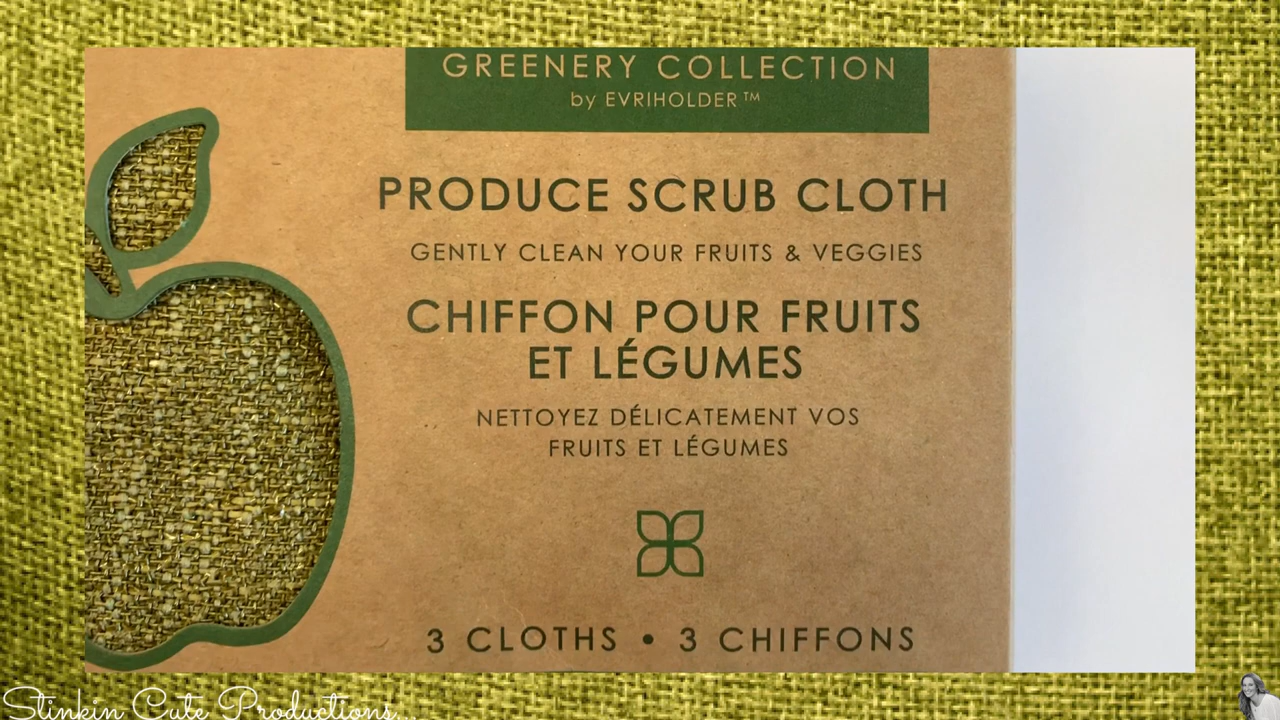 GREENERY COLLECTION
by EVRIHOLDER™
PRODUCE SCRUB CLOTH
GENTLY CLEAN YOUR FRUITS & VEGGIES
CHIFFON POUR FRUITS
ET LÉGUMES
NETTOYEZ DÉLICATEMENT VOS
FRUITS ET LÉGUMES
3 CLOTHS • 3 CHIFFONS
Stinkin Cute Productions...